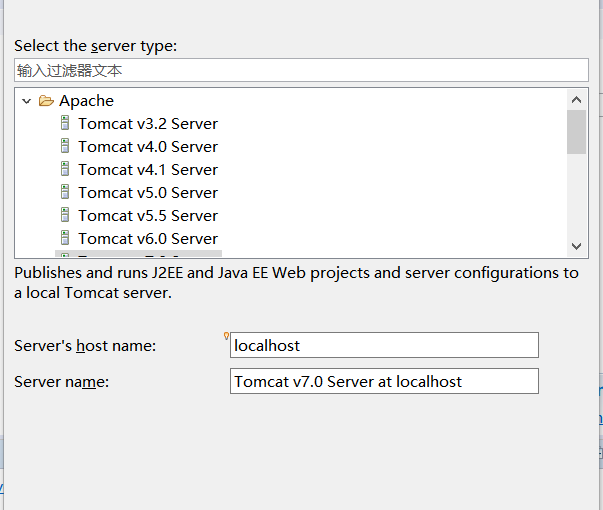 Select the server type:
输入过滤器文本
Apache
Tomcat v3.2 Server
Tomcat v4.0 Server
Tomcat v4.1 Server
Tomcat v5.0 Server
Tomcat v5.5 Server
Tomcat v6.0 Server
Publishes and runs J2EE and Java EE Web projects and server configurations to
a local Tomcat server.
Server's host name:
localhost
Server name:
Tomcat v7.0 Server at localhost